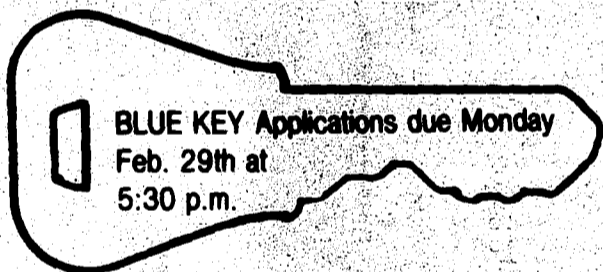 BLUE KEY Applications due Monday
Feb. 29th at
5:30 p.m.